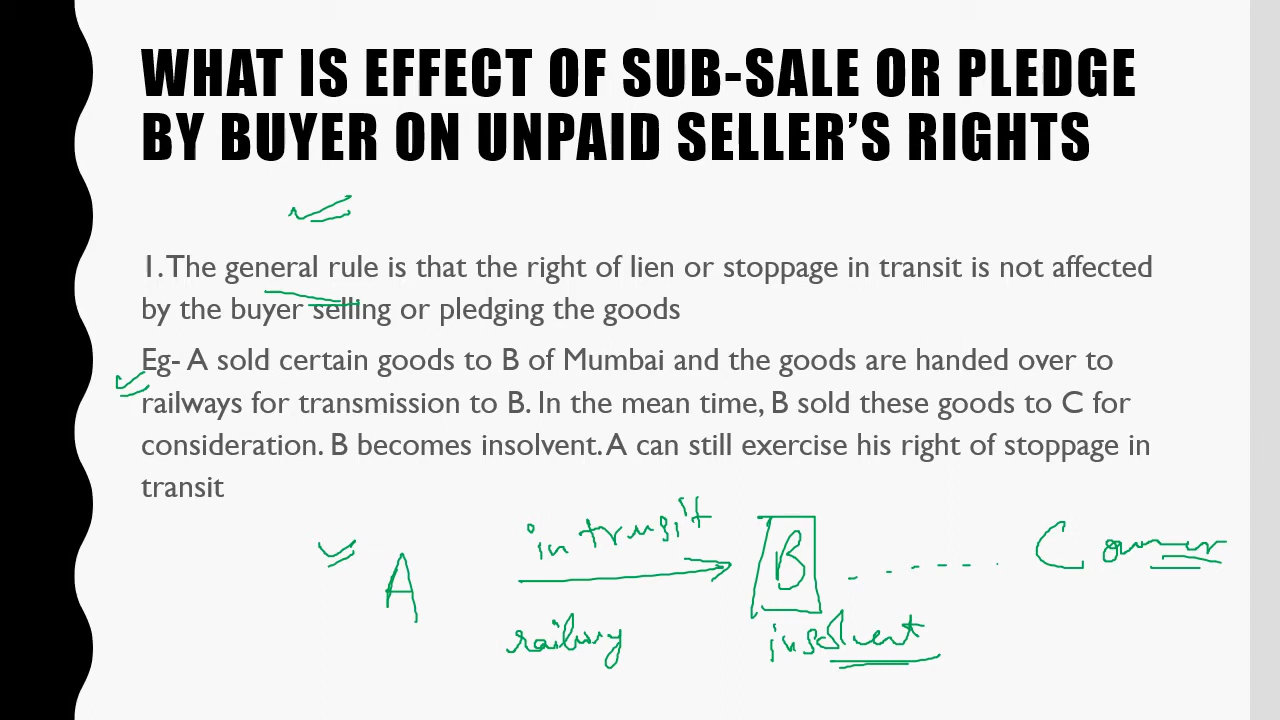 WHAT IS EFFECT OF SUB-SALE OR PLEDGE
BY BUYER ON UNPAID SELLER’S RIGHTS
1. The general rule is that the right of lien or stoppage in transit is not affected
by the buyer selling or pledging the goods
Eg- A sold certain goods to B of Mumbai and the goods are handed over to
railways for transmission to B. In the mean time, B sold these goods to C for
consideration. B becomes insolvent. A can still exercise his right of stoppage in
transit
in trusit
A B C owner
railway insolvent